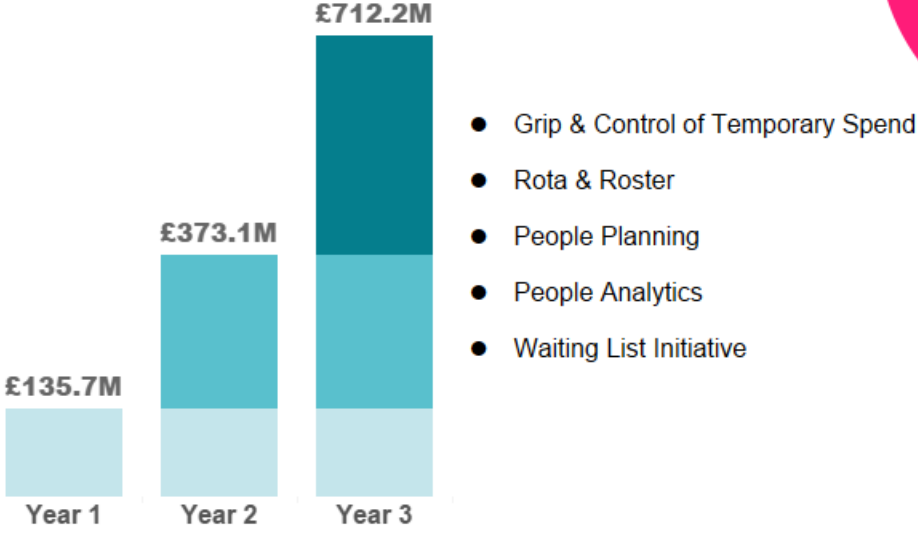 £712.2M
£373.1M
£135.7M
Year 1
Year 2
Year 3
● Grip & Control of Temporary Spend
● Rota & Roster
● People Planning
● People Analytics
● Waiting List Initiative